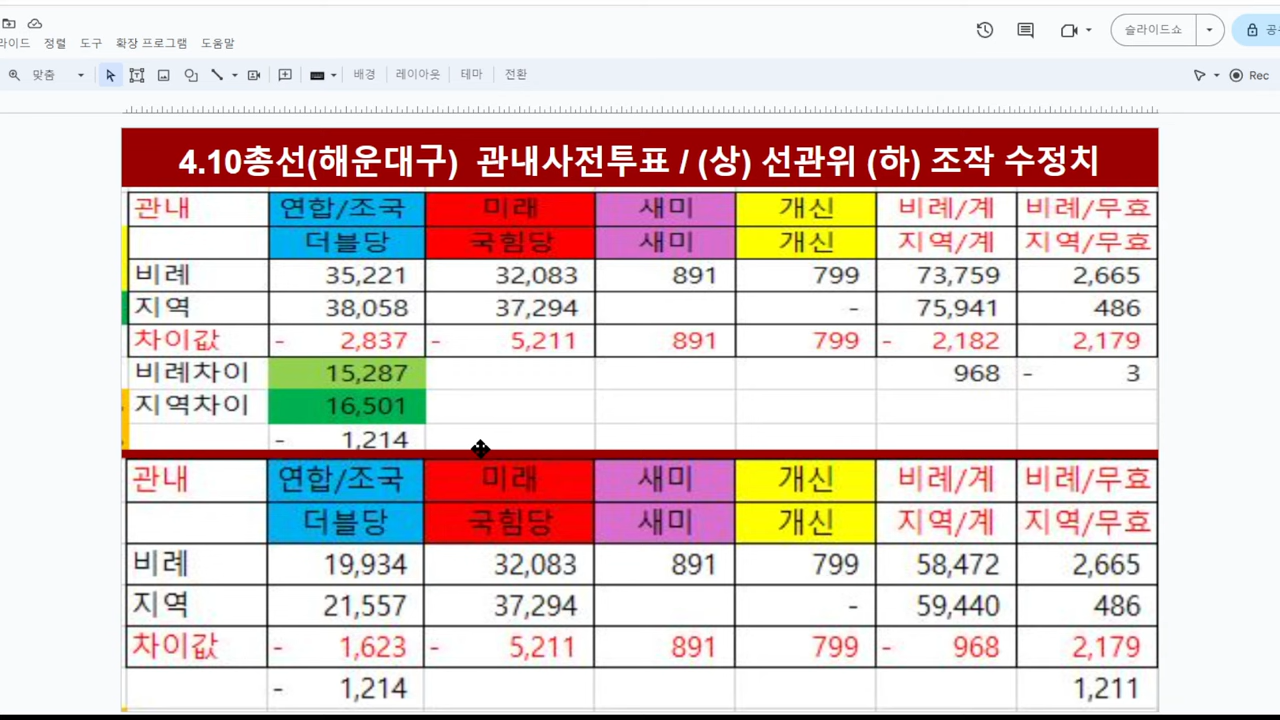 라이드 정렬 도구 확장 프로그램 도움말
슬라이드쇼
맞춤
배경 레이아웃 테마 전환
Rec
4.10총선(해운대구) 관내사전투표 / (상) 선관위 (하) 조작 수정치
관내 연합/조국 미래 새미 개신 비례/계 비례/무효
더블당 국힘당 새미 개신 지역/계 지역/무효
비례 35,221 32,083 891 799 73,759 2,665
지역 38,058 37,294 - 75,941 486
차이값 - 2,837 - 5,211 891 799 - 2,182 2,179
비례차이 15,287 968 - 3
지역차이 16,501
- 1,214
관내 연합/조국 미래 새미 개신 비례/계 비례/무효
더블당 국힘당 새미 개신 지역/계 지역/무효
비례 19,934 32,083 891 799 58,472 2,665
지역 21,557 37,294 - 59,440 486
차이값 - 1,623 - 5,211 891 799 - 968 2,179
- 1,214 1,211